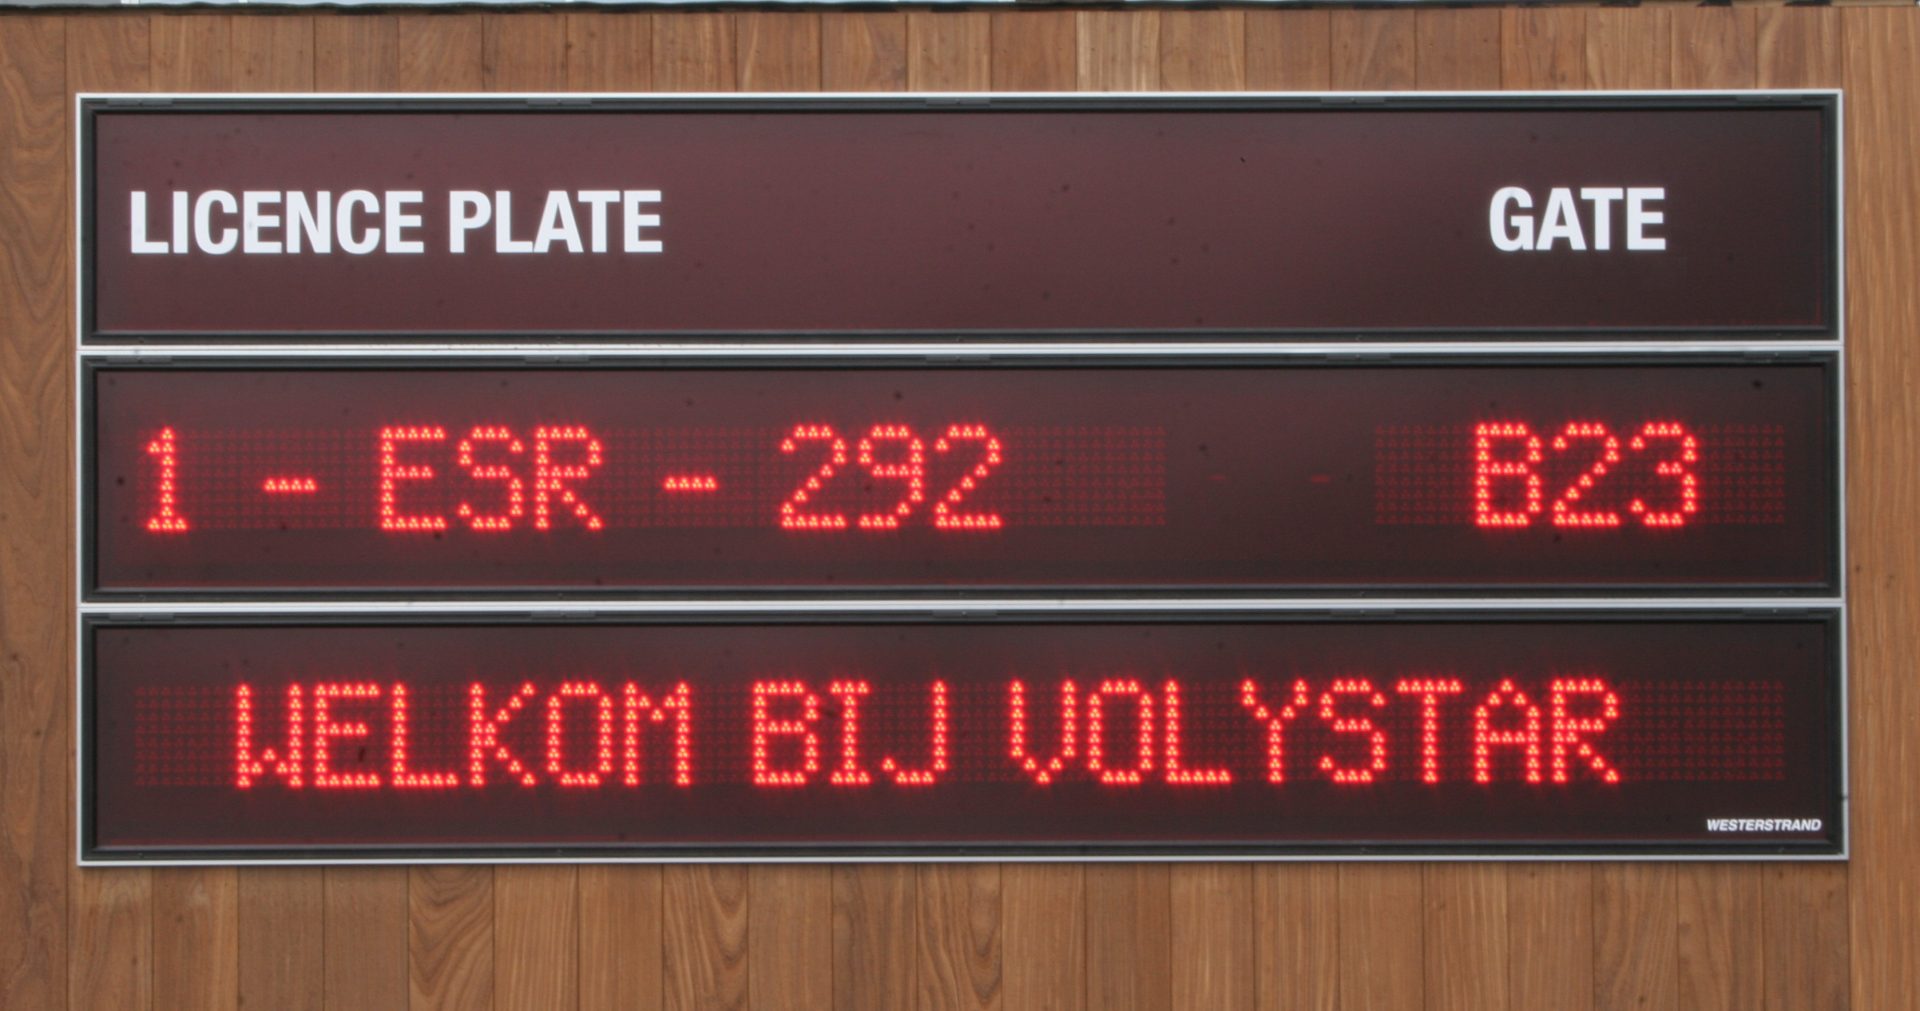 LICENCE PLATE GATE
1 - ESR - 292 B23
WELKOM BIJ VOLYSTAR
WESTERSTRAND